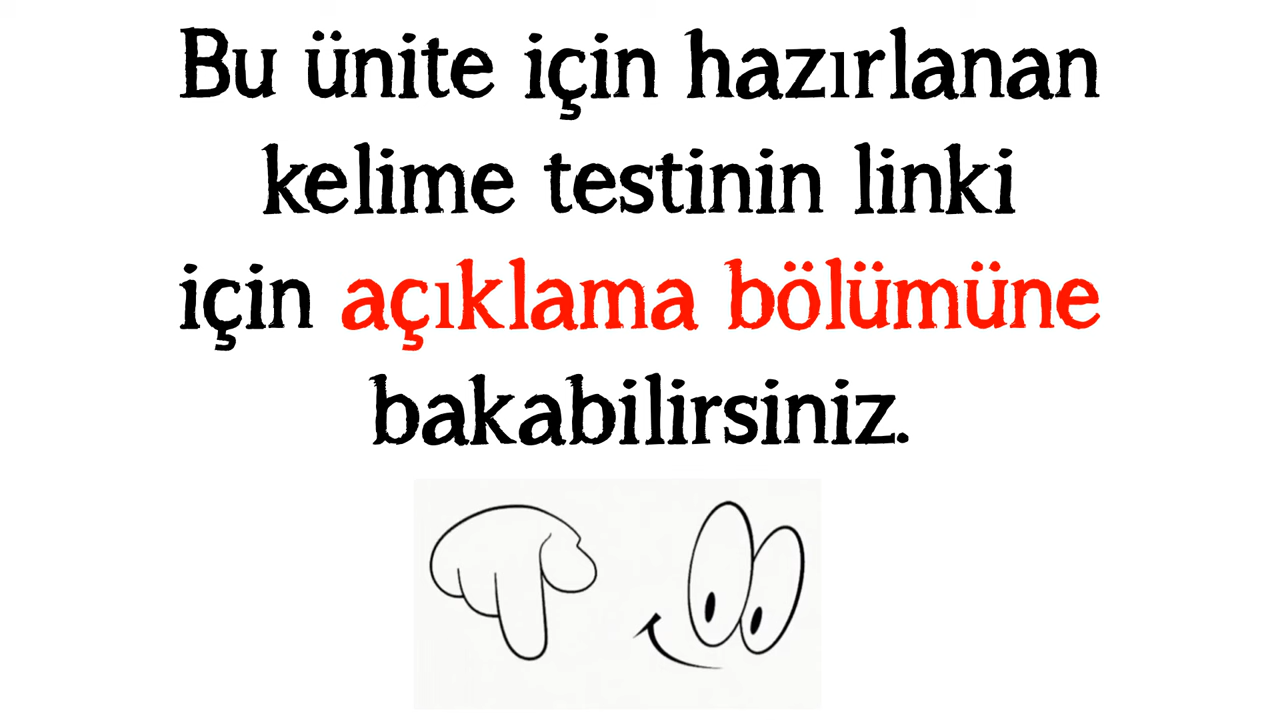 Bu ünite için hazırlanan
kelime testinin linki
için açıklama bölümüne
bakabilirsiniz.